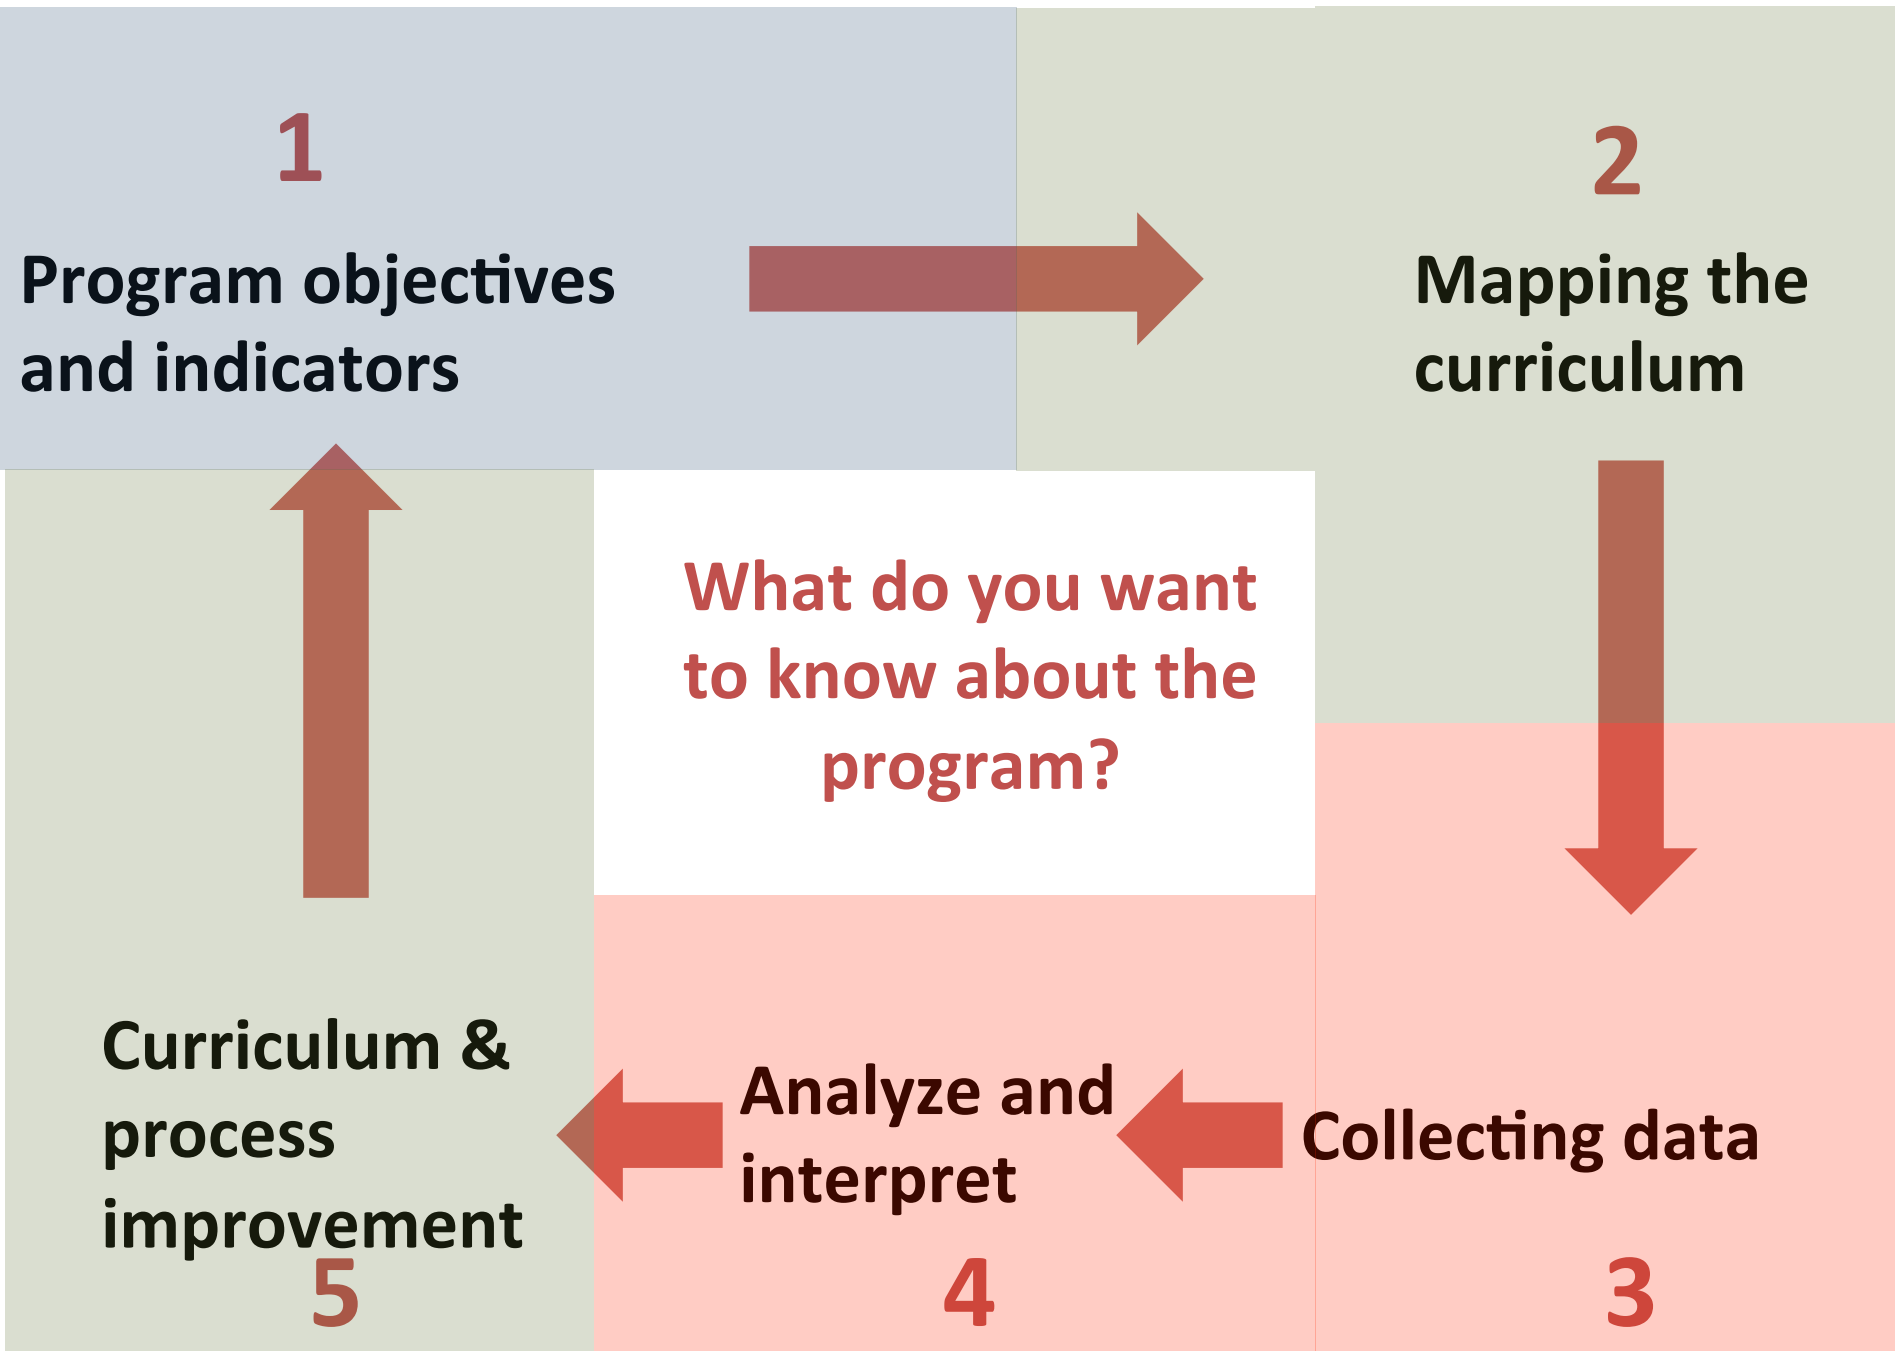 1
Program objectives
and indicators
2
Mapping the
curriculum
What do you want
to know about the
program?
Collecting data
3
Analyze and
interpret
4
Curriculum &
process
improvement
5